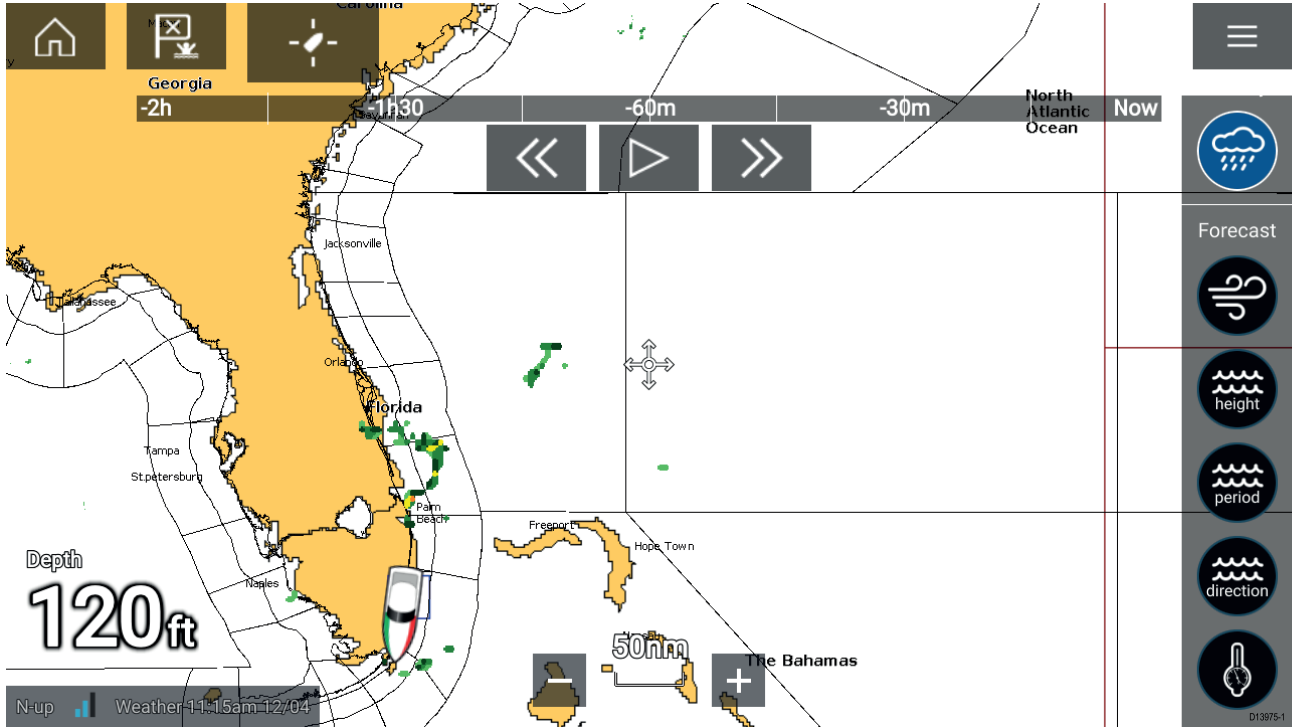 Carolina
Georgia
-2h
-1h30
-60m
-30m
Now
North
Atlantic
Ocean
Forecast
Jacksonville
Tallahassee
Orlando
height
Florida
Tampa
St.petersburg
period
Palm
Beach
Freeport
Hope Town
Depth
120ft
Naples
direction
50nm
The Bahamas
N-up
Weather 11:15am 12/04
D13975-1